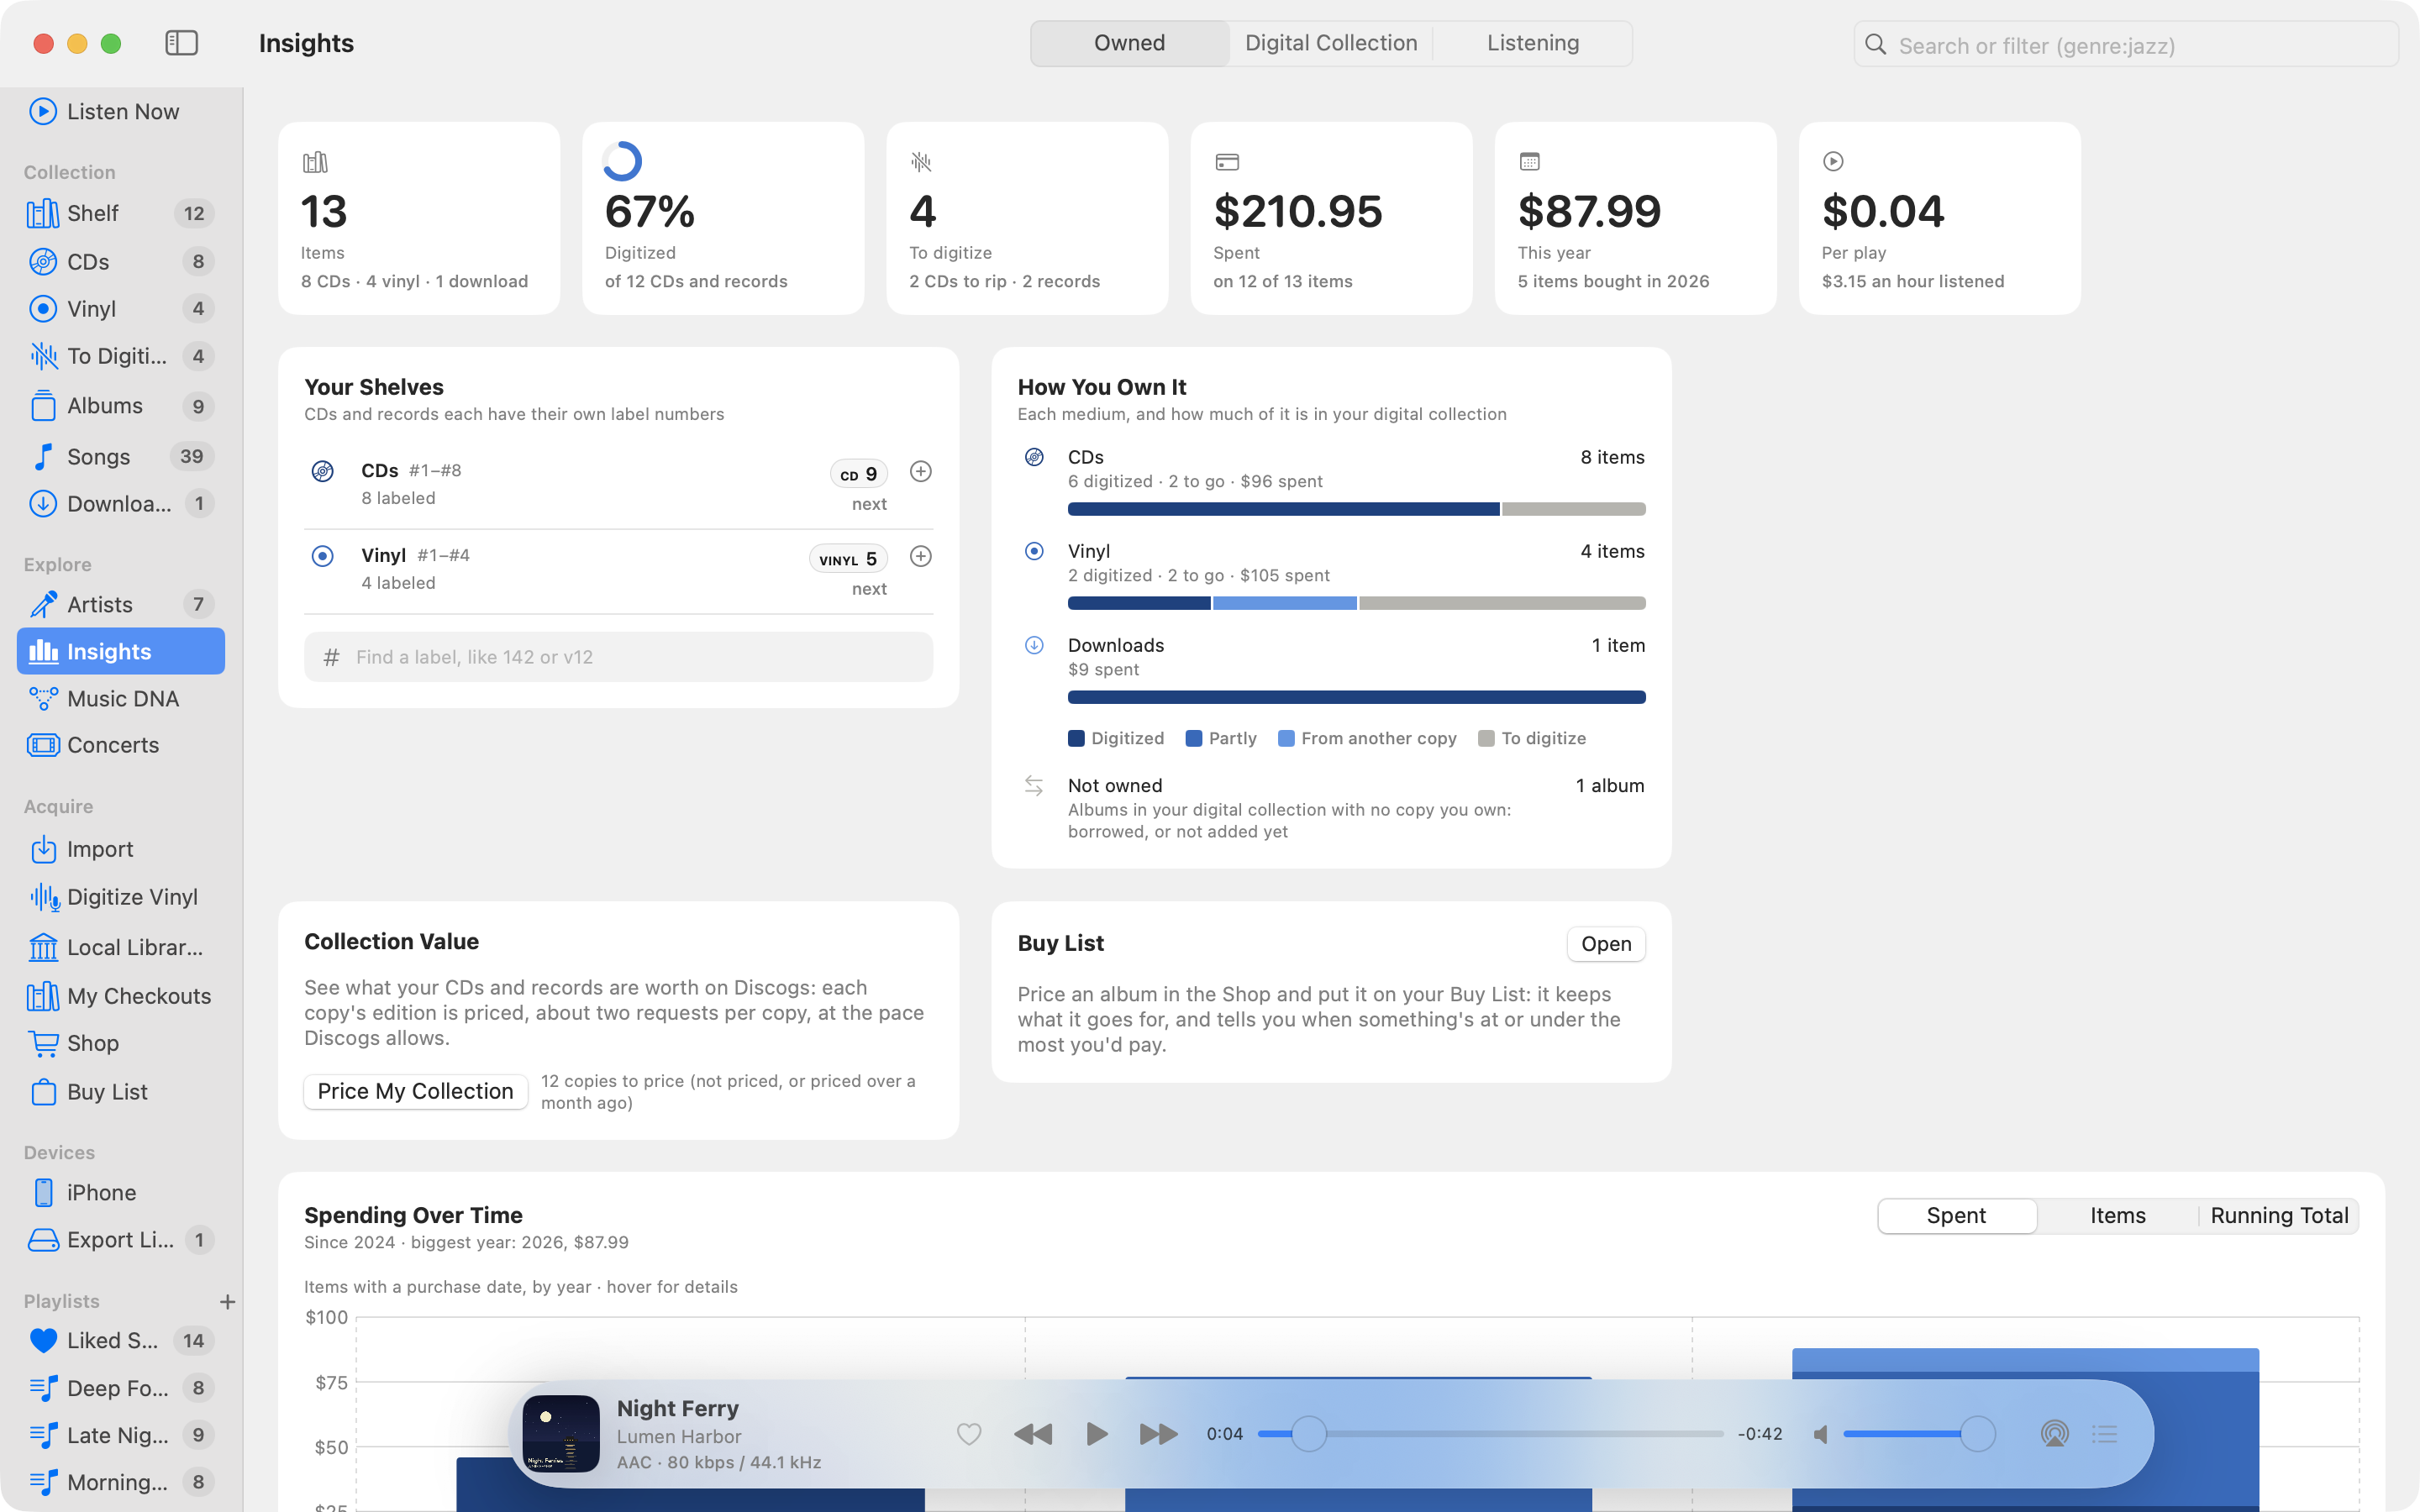 Insights
Owned
Digital Collection
Listening
Search or filter (genre:jazz)
Listen Now
Collection
Shelf 12
CDs 8
Vinyl 4
To Digiti... 4
Albums 9
Songs 39
Downloa... 1
Explore
Artists 7
Insights
Music DNA
Concerts
Acquire
Import
Digitize Vinyl
Local Librar...
My Checkouts
Shop
Buy List
Devices
iPhone
Export Li... 1
Playlists +
Liked S... 14
Deep Fo... 8
Late Nig... 9
Morning... 8
13
Items
8 CDs · 4 vinyl · 1 download
67%
Digitized
of 12 CDs and records
4
To digitize
2 CDs to rip · 2 records
$210.95
Spent
on 12 of 13 items
$87.99
This year
5 items bought in 2026
$0.04
Per play
$3.15 an hour listened
Your Shelves
CDs and records each have their own label numbers
CDs #1–#8
8 labeled
CD 9
next
Vinyl #1–#4
4 labeled
VINYL 5
next
# Find a label, like 142 or v12
How You Own It
Each medium, and how much of it is in your digital collection
CDs 8 items
6 digitized · 2 to go · $96 spent
Vinyl 4 items
2 digitized · 2 to go · $105 spent
Downloads 1 item
$9 spent
Digitized Partly From another copy To digitize
Not owned 1 album
Albums in your digital collection with no copy you own:
borrowed, or not added yet
Collection Value
See what your CDs and records are worth on Discogs: each
copy's edition is priced, about two requests per copy, at the pace
Discogs allows.
Price My Collection
12 copies to price (not priced, or priced over a
month ago)
Buy List
Open
Price an album in the Shop and put it on your Buy List: it keeps
what it goes for, and tells you when something's at or under the
most you'd pay.
Spending Over Time
Since 2024 · biggest year: 2026, $87.99
Spent Items Running Total
Items with a purchase date, by year · hover for details
$100
$75
$50
$25
Night Ferry
Lumen Harbor
AAC · 80 kbps / 44.1 kHz
0:04
-0:42